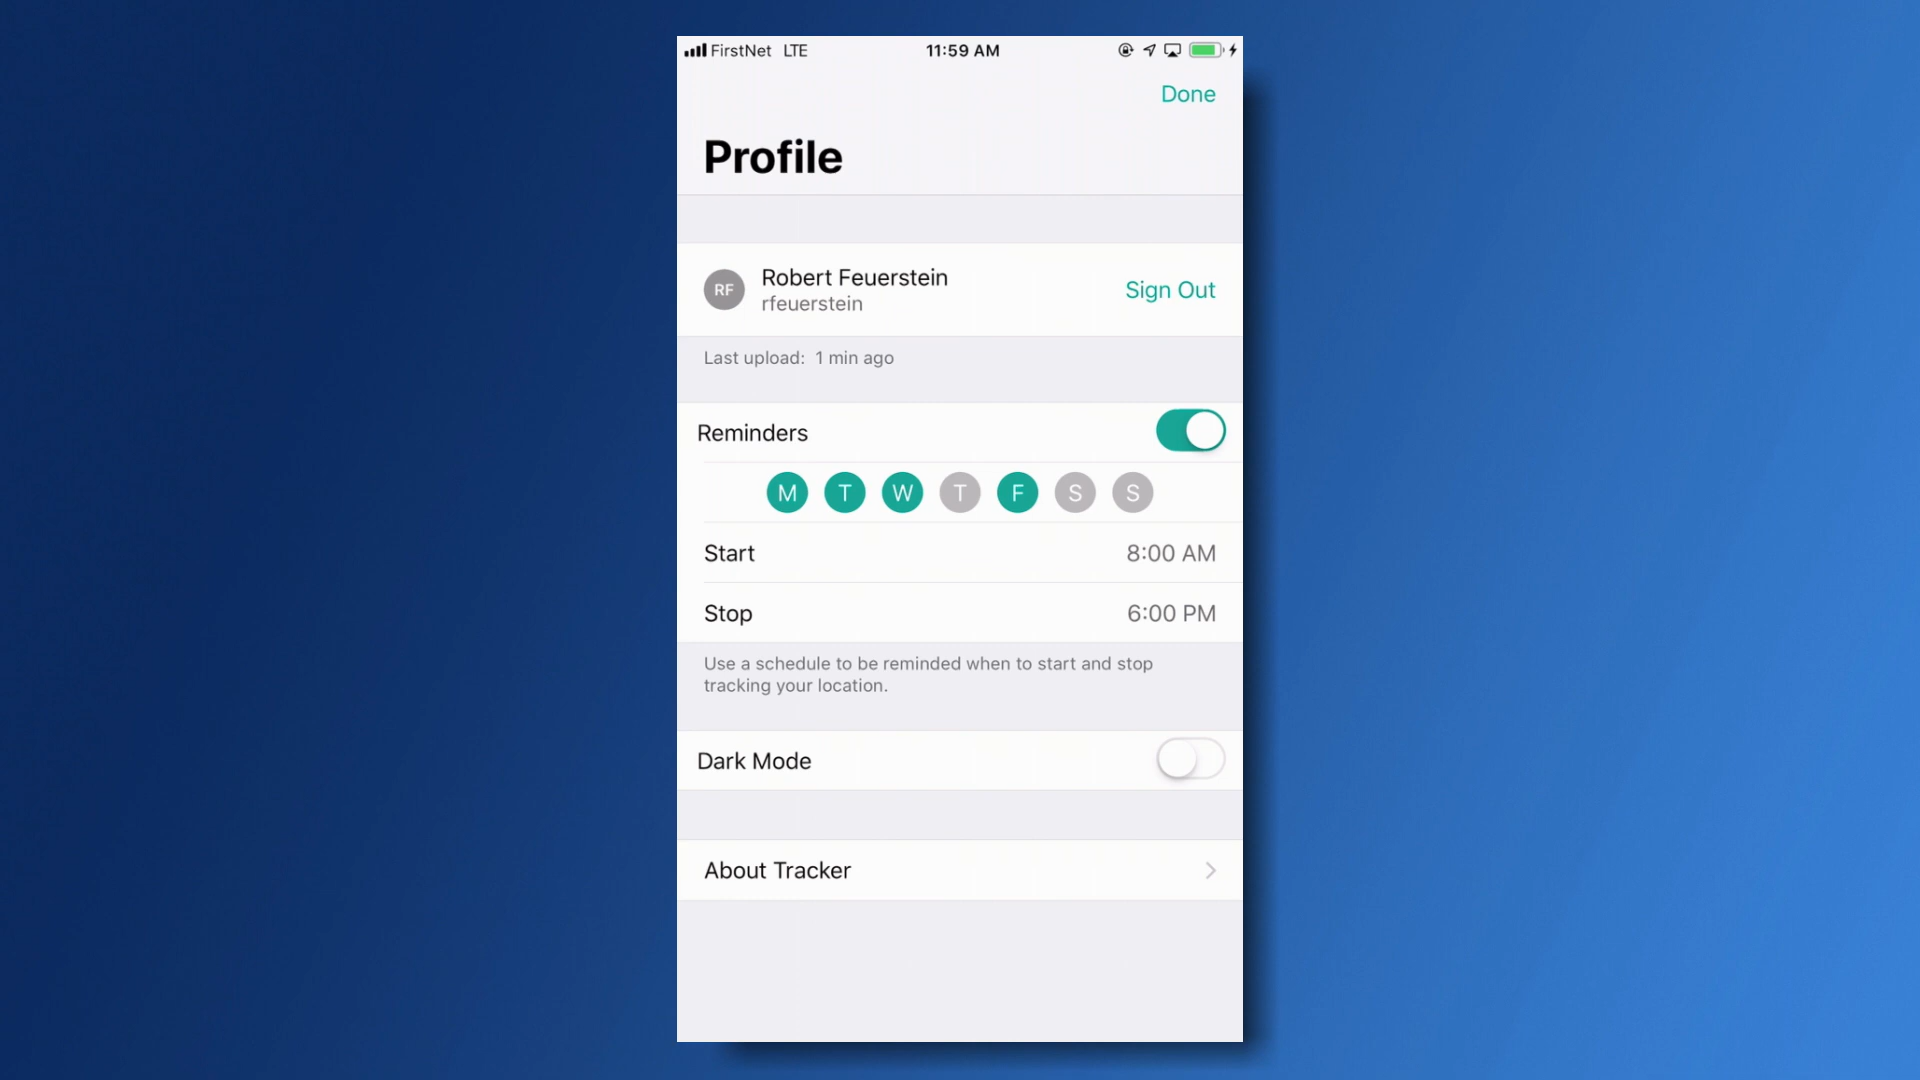 FirstNet LTE 11:59 AM
Done
Profile
RF
Robert Feuerstein
rfeuerstein
Sign Out
Last upload: 1 min ago
Reminders
M T W T F S S
Start 8:00 AM
Stop 6:00 PM
Use a schedule to be reminded when to start and stop
tracking your location.
Dark Mode
About Tracker